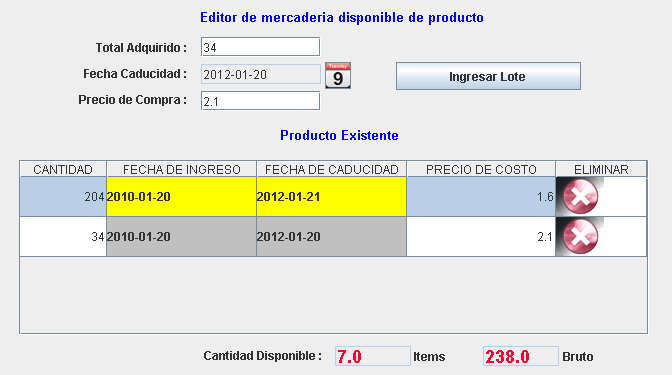 Editor de mercaderia disponible de producto
Total Adquirido : 34
Fecha Caducidad : 2012-01-20 Tuesday 9
Ingresar Lote
Precio de Compra : 2.1
Producto Existente
CANTIDAD FECHA DE INGRESO FECHA DE CADUCIDAD PRECIO DE COSTO ELIMINAR
204 2010-01-20 2012-01-21 1.6
34 2010-01-20 2012-01-20 2.1
Cantidad Disponible : 7.0 Items 238.0 Bruto